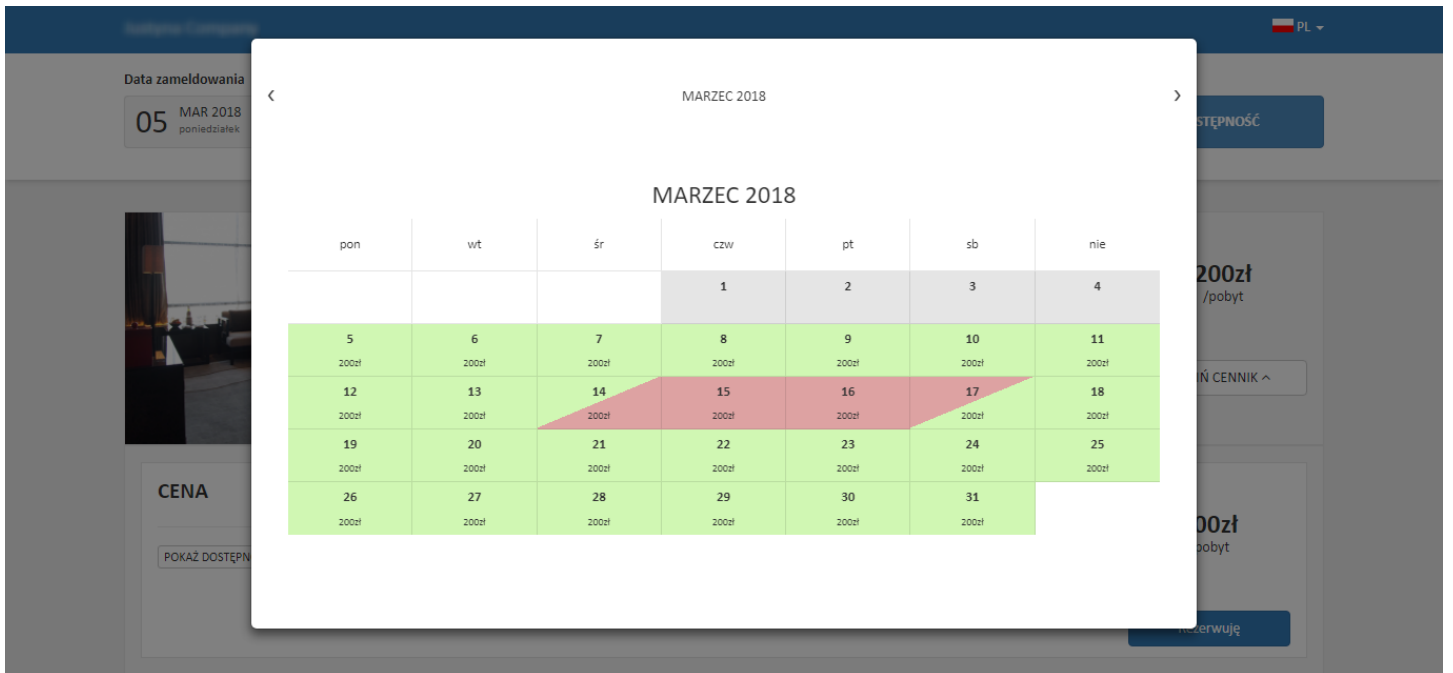 PL
Data zameldowania
05 MAR 2018
poniedziałek
STĘPNOŚĆ
‹ MARZEC 2018 ›
MARZEC 2018
pon wt śr czw pt sb nie
1 2 3 4
5 6 7 8 9 10 11
200zł 200zł 200zł 200zł 200zł 200zł 200zł
12 13 14 15 16 17 18
200zł 200zł 200zł 200zł 200zł 200zł 200zł
19 20 21 22 23 24 25
200zł 200zł 200zł 200zł 200zł 200zł 200zł
26 27 28 29 30 31
200zł 200zł 200zł 200zł 200zł 200zł
200zł
/pobyt
IŃ CENNIK
CENA
POKAŻ DOSTĘPN
00zł
pobyt
Rezerwuję